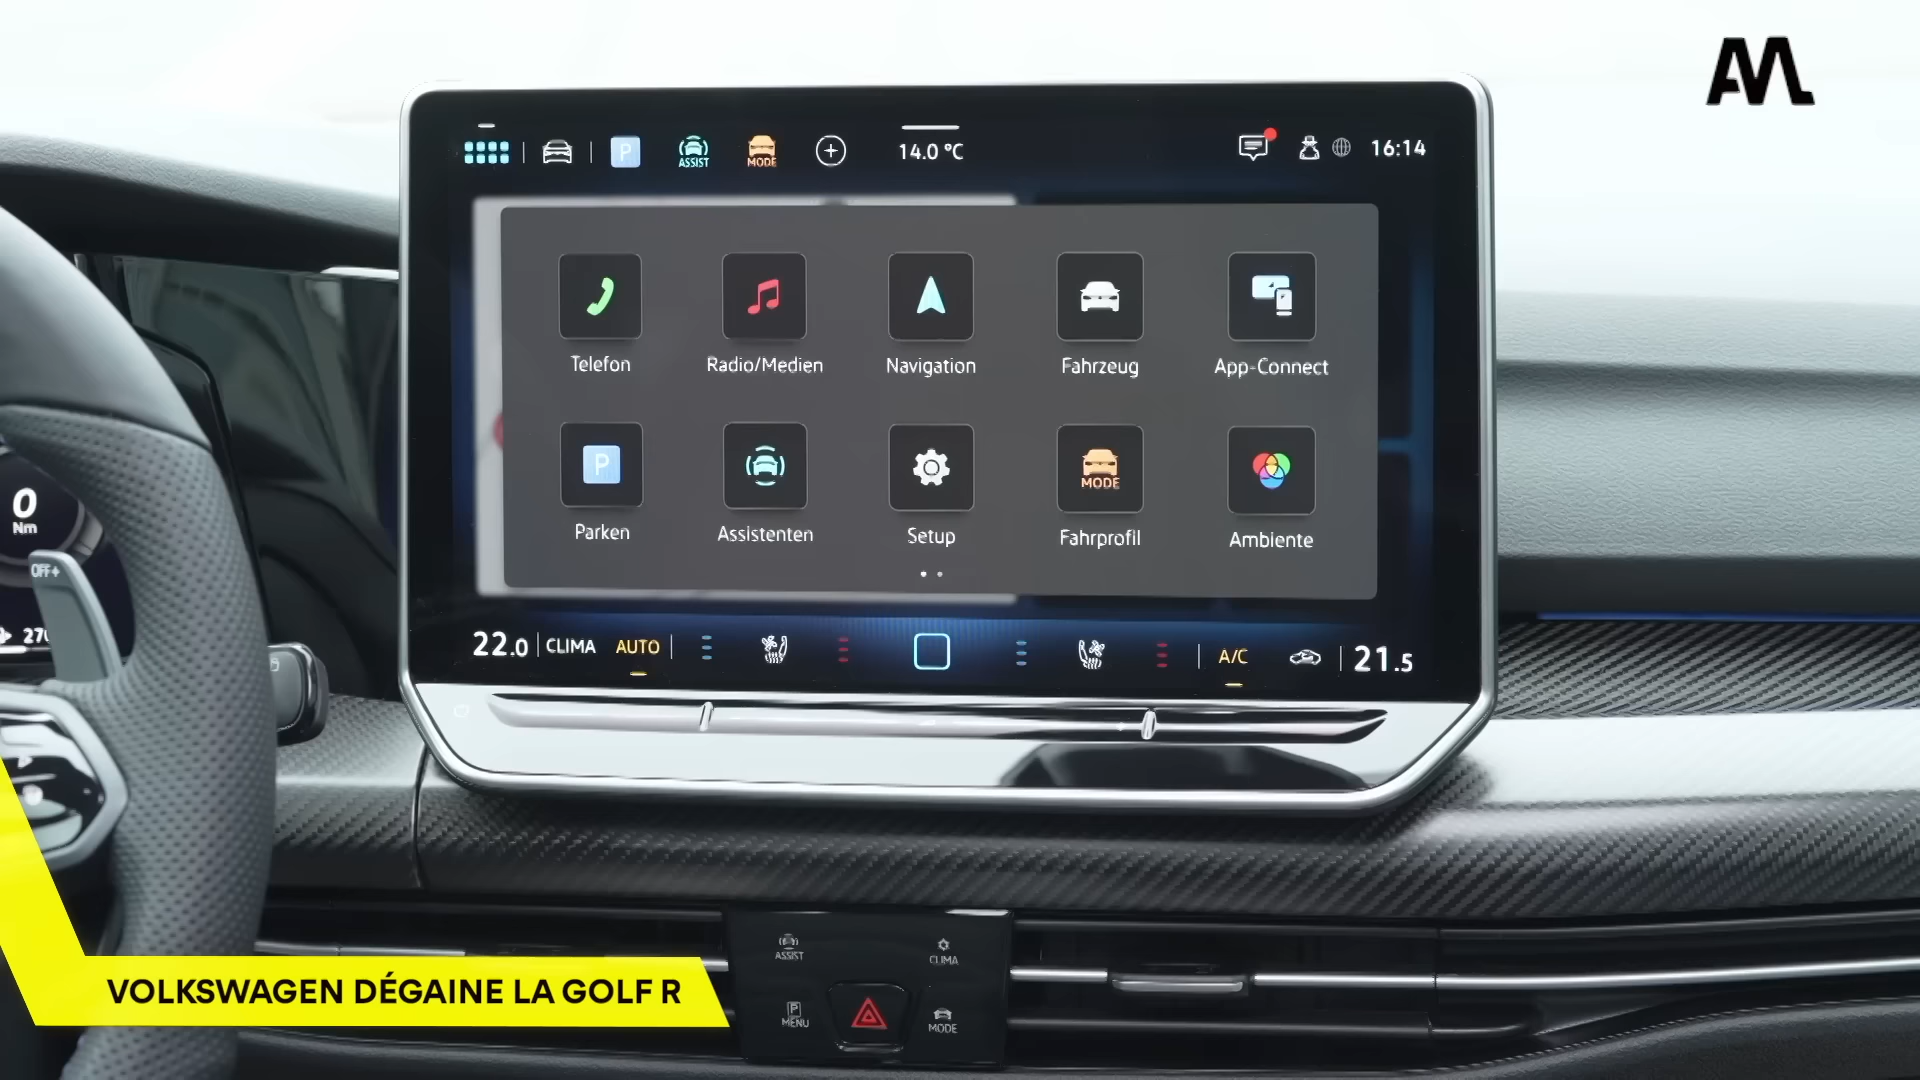 AML
P
ASSIST
MODE
14.0 °C
16:14
Telefon
Radio/Medien
Navigation
Fahrzeug
App-Connect
P
MODE
Parken
Assistenten
Setup
Fahrprofil
Ambiente
0
Nm
OFF+
22.0
CLIMA
AUTO
A/C
21.5
ASSIST
CLIMA
P
MENU
MODE
VOLKSWAGEN DÉGAINE LA GOLF R